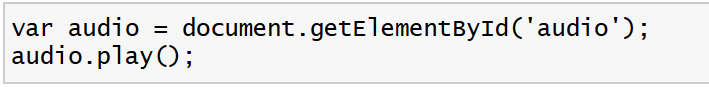 var audio = document.getElementById('audio');
audio.play();